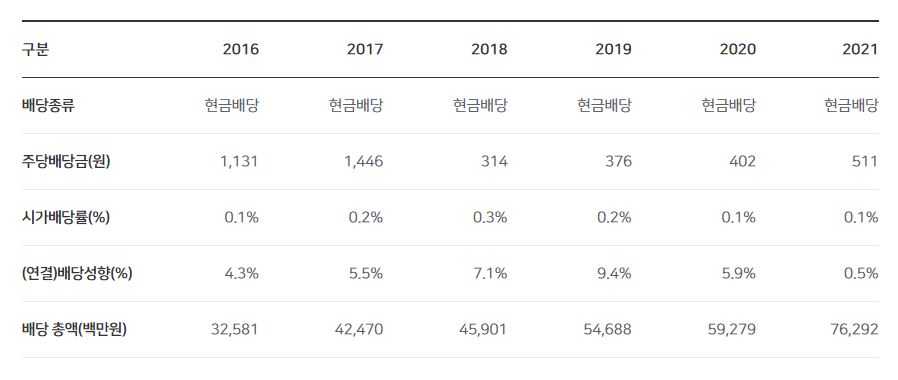 구분 2016 2017 2018 2019 2020 2021
배당종류 현금배당 현금배당 현금배당 현금배당 현금배당 현금배당
주당배당금(원) 1,131 1,446 314 376 402 511
시가배당률(%) 0.1% 0.2% 0.3% 0.2% 0.1% 0.1%
(연결)배당성향(%) 4.3% 5.5% 7.1% 9.4% 5.9% 0.5%
배당 총액(백만원) 32,581 42,470 45,901 54,688 59,279 76,292